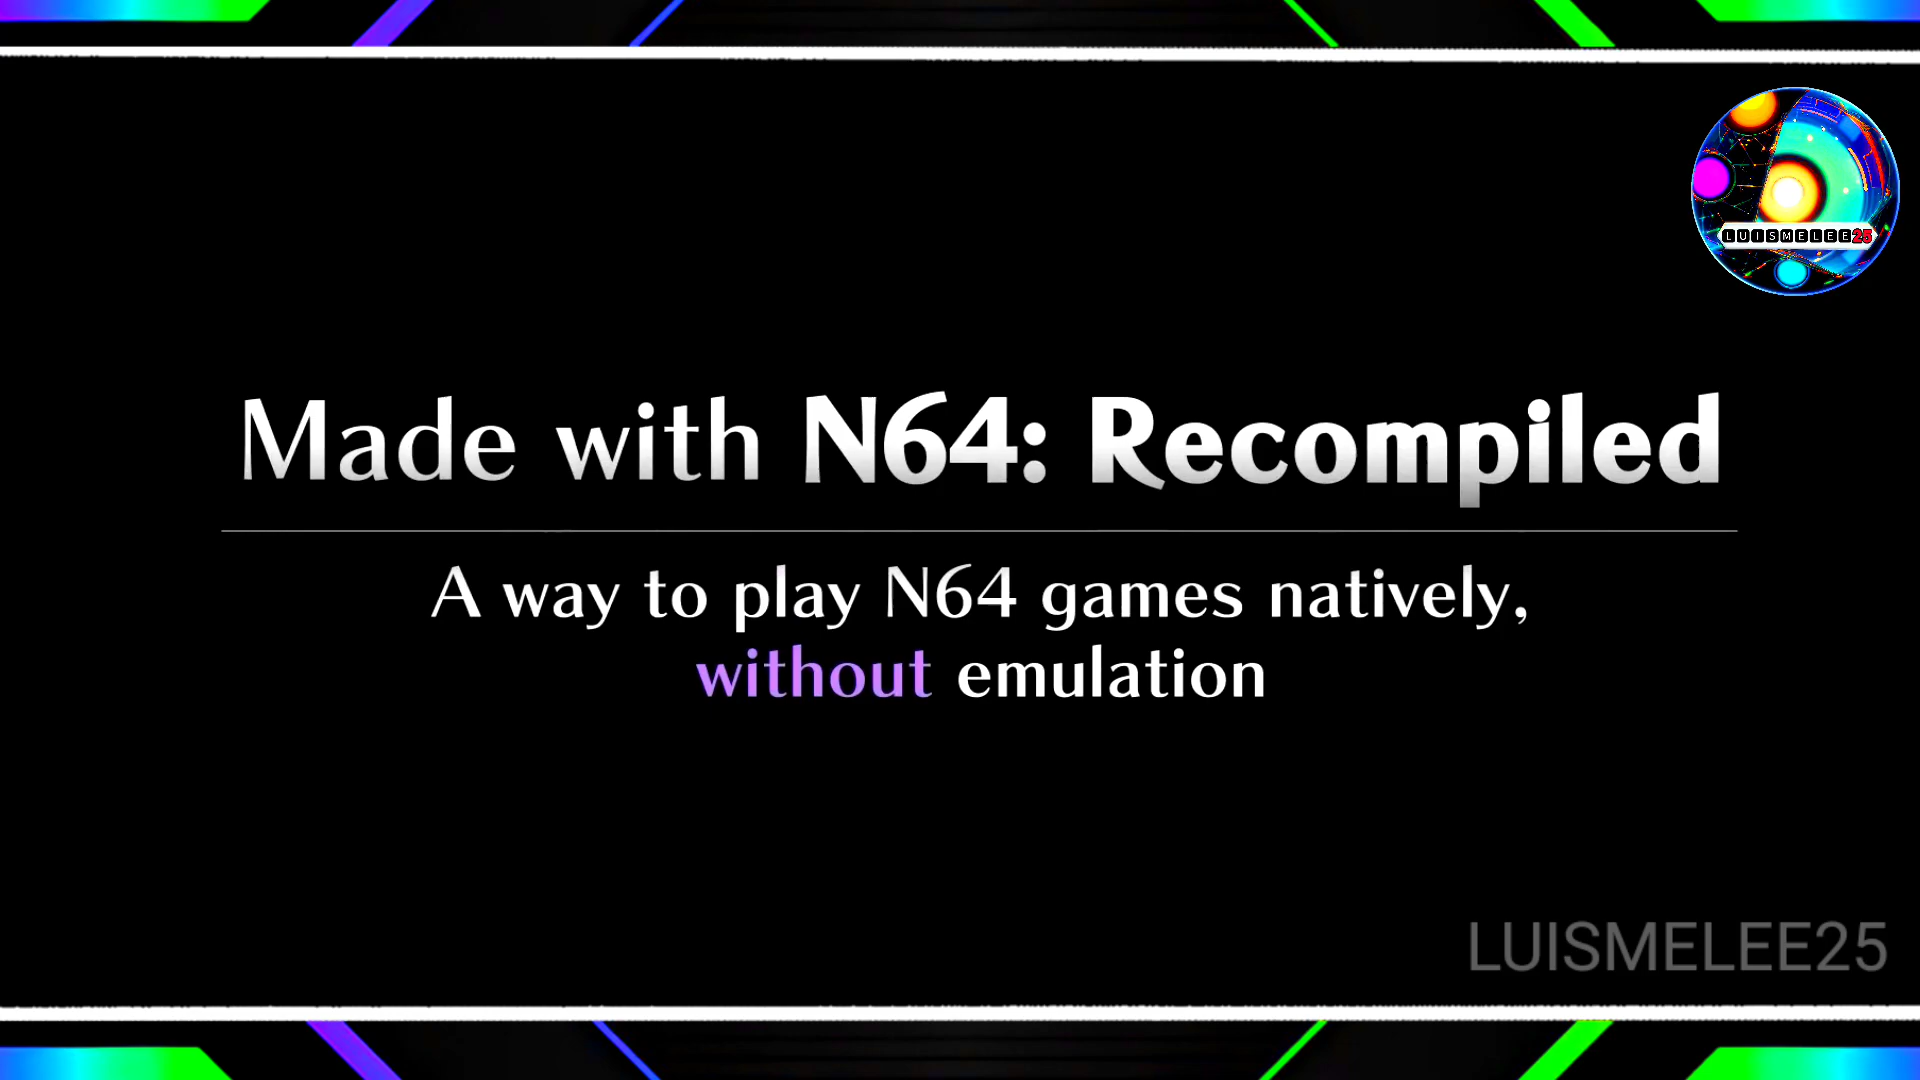 LUISMELEE25
Made with N64: Recompiled
A way to play N64 games natively,
without emulation
LUISMELEE25